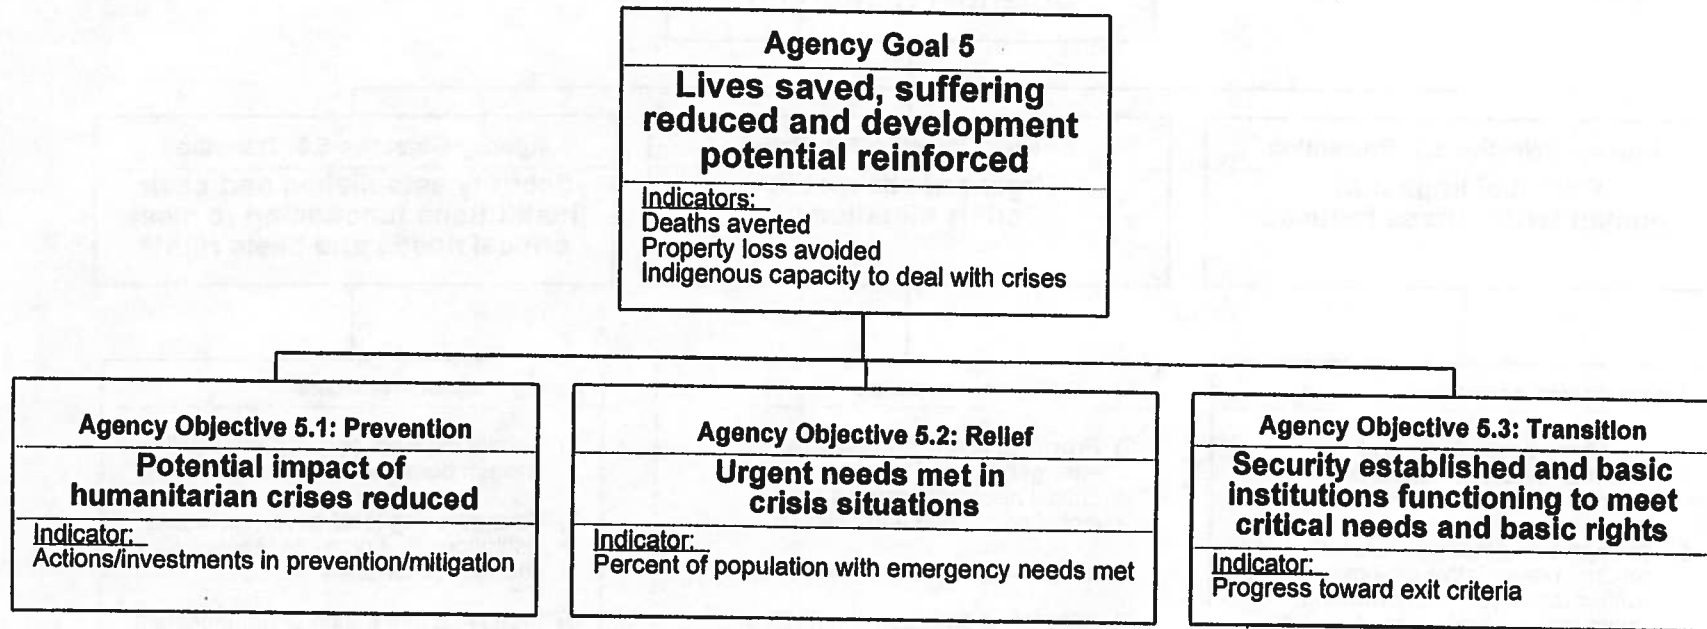 Agency Goal 5
Lives saved, suffering
reduced and development
potential reinforced
Indicators:
Deaths averted
Property loss avoided
Indigenous capacity to deal with crises
Agency Objective 5.1: Prevention
Potential impact of
humanitarian crises reduced
Indicator:
Actions/investments in prevention/mitigation
Agency Objective 5.2: Relief
Urgent needs met in
crisis situations
Indicator:
Percent of population with emergency needs met
Agency Objective 5.3: Transition
Security established and basic
institutions functioning to meet
critical needs and basic rights
Indicator:
Progress toward exit criteria